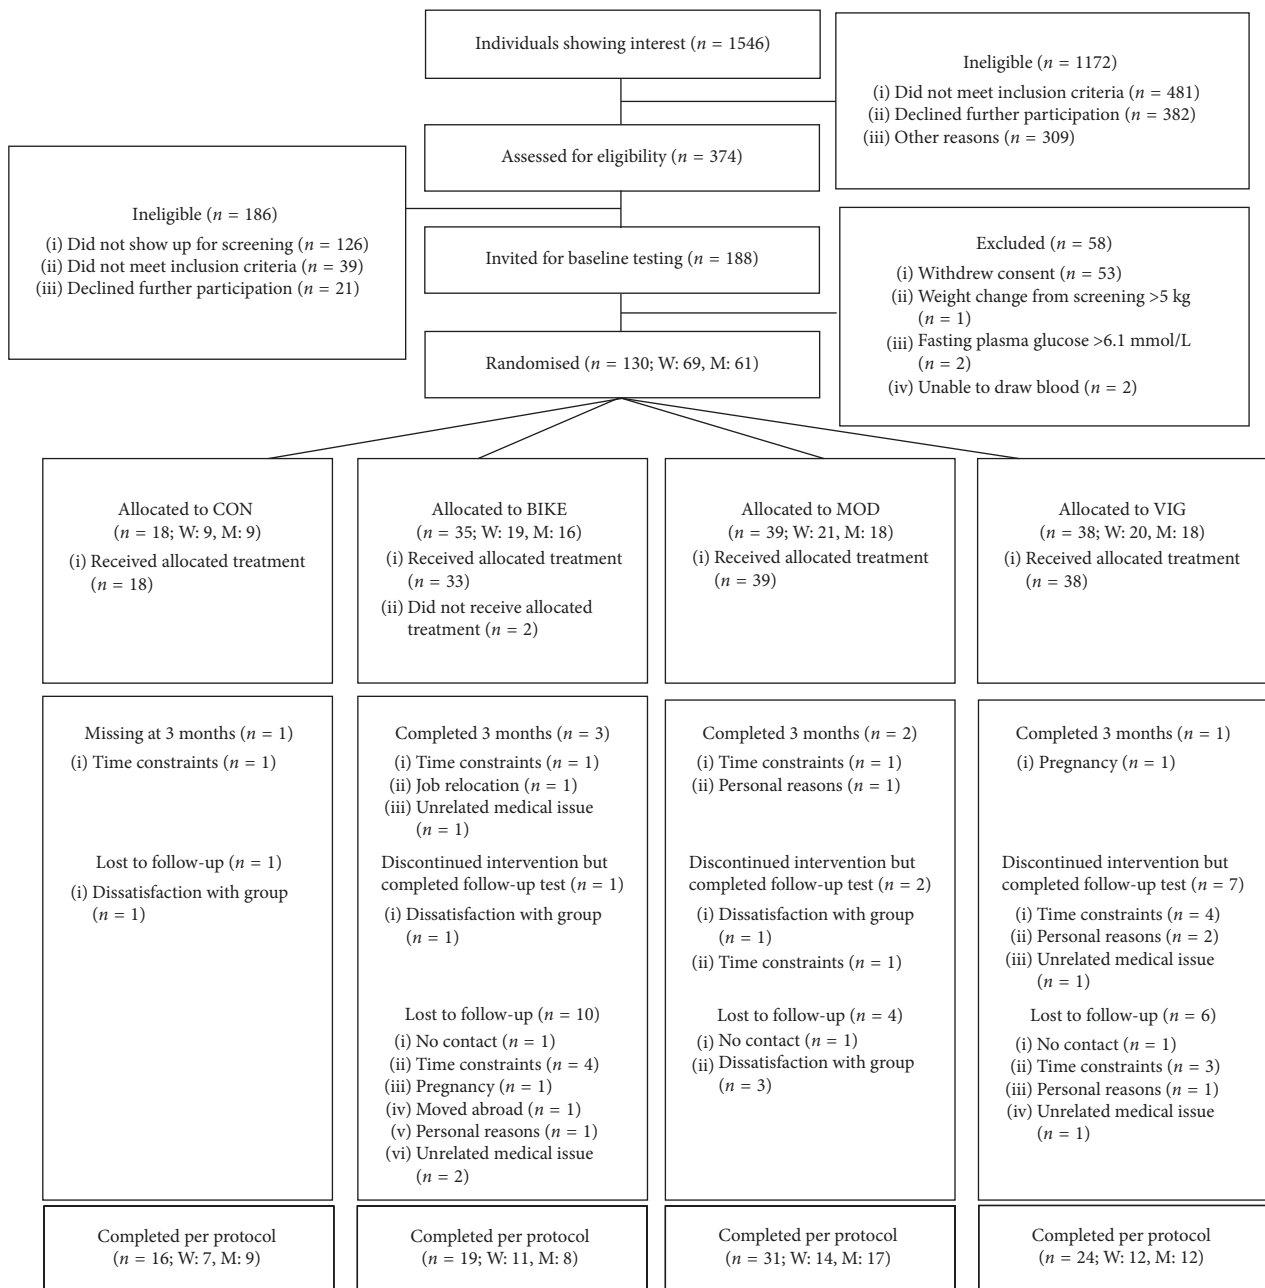 Individuals showing interest (n = 1546)
Ineligible (n = 1172)
(i) Did not meet inclusion criteria (n = 481)
(ii) Declined further participation (n = 382)
(iii) Other reasons (n = 309)
Assessed for eligibility (n = 374)
Ineligible (n = 186)
(i) Did not show up for screening (n = 126)
(ii) Did not meet inclusion criteria (n = 39)
(iii) Declined further participation (n = 21)
Invited for baseline testing (n = 188)
Excluded (n = 58)
(i) Withdrew consent (n = 53)
(ii) Weight change from screening >5 kg
(n = 1)
(iii) Fasting plasma glucose >6.1 mmol/L
(n = 2)
(iv) Unable to draw blood (n = 2)
Randomised (n = 130; W: 69, M: 61)
Allocated to CON
(n = 18; W: 9, M: 9)
(i) Received allocated treatment
(n = 18)
Allocated to BIKE
(n = 35; W: 19, M: 16)
(i) Received allocated treatment
(n = 33)
(ii) Did not receive allocated
treatment (n = 2)
Allocated to MOD
(n = 39; W: 21, M: 18)
(i) Received allocated treatment
(n = 39)
Allocated to VIG
(n = 38; W: 20, M: 18)
(i) Received allocated treatment
(n = 38)
Missing at 3 months (n = 1)
(i) Time constraints (n = 1)
Lost to follow-up (n = 1)
(i) Dissatisfaction with group
(n = 1)
Completed 3 months (n = 3)
(i) Time constraints (n = 1)
(ii) Job relocation (n = 1)
(iii) Unrelated medical issue
(n = 1)
Discontinued intervention but
completed follow-up test (n = 1)
(i) Dissatisfaction with group
(n = 1)
Lost to follow-up (n = 10)
(i) No contact (n = 1)
(ii) Time constraints (n = 4)
(iii) Pregnancy (n = 1)
(iv) Moved abroad (n = 1)
(v) Personal reasons (n = 1)
(vi) Unrelated medical issue
(n = 2)
Completed 3 months (n = 2)
(i) Time constraints (n = 1)
(ii) Personal reasons (n = 1)
Discontinued intervention but
completed follow-up test (n = 2)
(i) Dissatisfaction with group
(n = 1)
(ii) Time constraints (n = 1)
Lost to follow-up (n = 4)
(i) No contact (n = 1)
(ii) Dissatisfaction with group
(n = 3)
Completed 3 months (n = 1)
(i) Pregnancy (n = 1)
Discontinued intervention but
completed follow-up test (n = 7)
(i) Time constraints (n = 4)
(ii) Personal reasons (n = 2)
(iii) Unrelated medical issue
(n = 1)
Lost to follow-up (n = 6)
(i) No contact (n = 1)
(ii) Time constraints (n = 3)
(iii) Personal reasons (n = 1)
(iv) Unrelated medical issue
(n = 1)
Completed per protocol
(n = 16; W: 7, M: 9)
Completed per protocol
(n = 19; W: 11, M: 8)
Completed per protocol
(n = 31; W: 14, M: 17)
Completed per protocol
(n = 24; W: 12, M: 12)